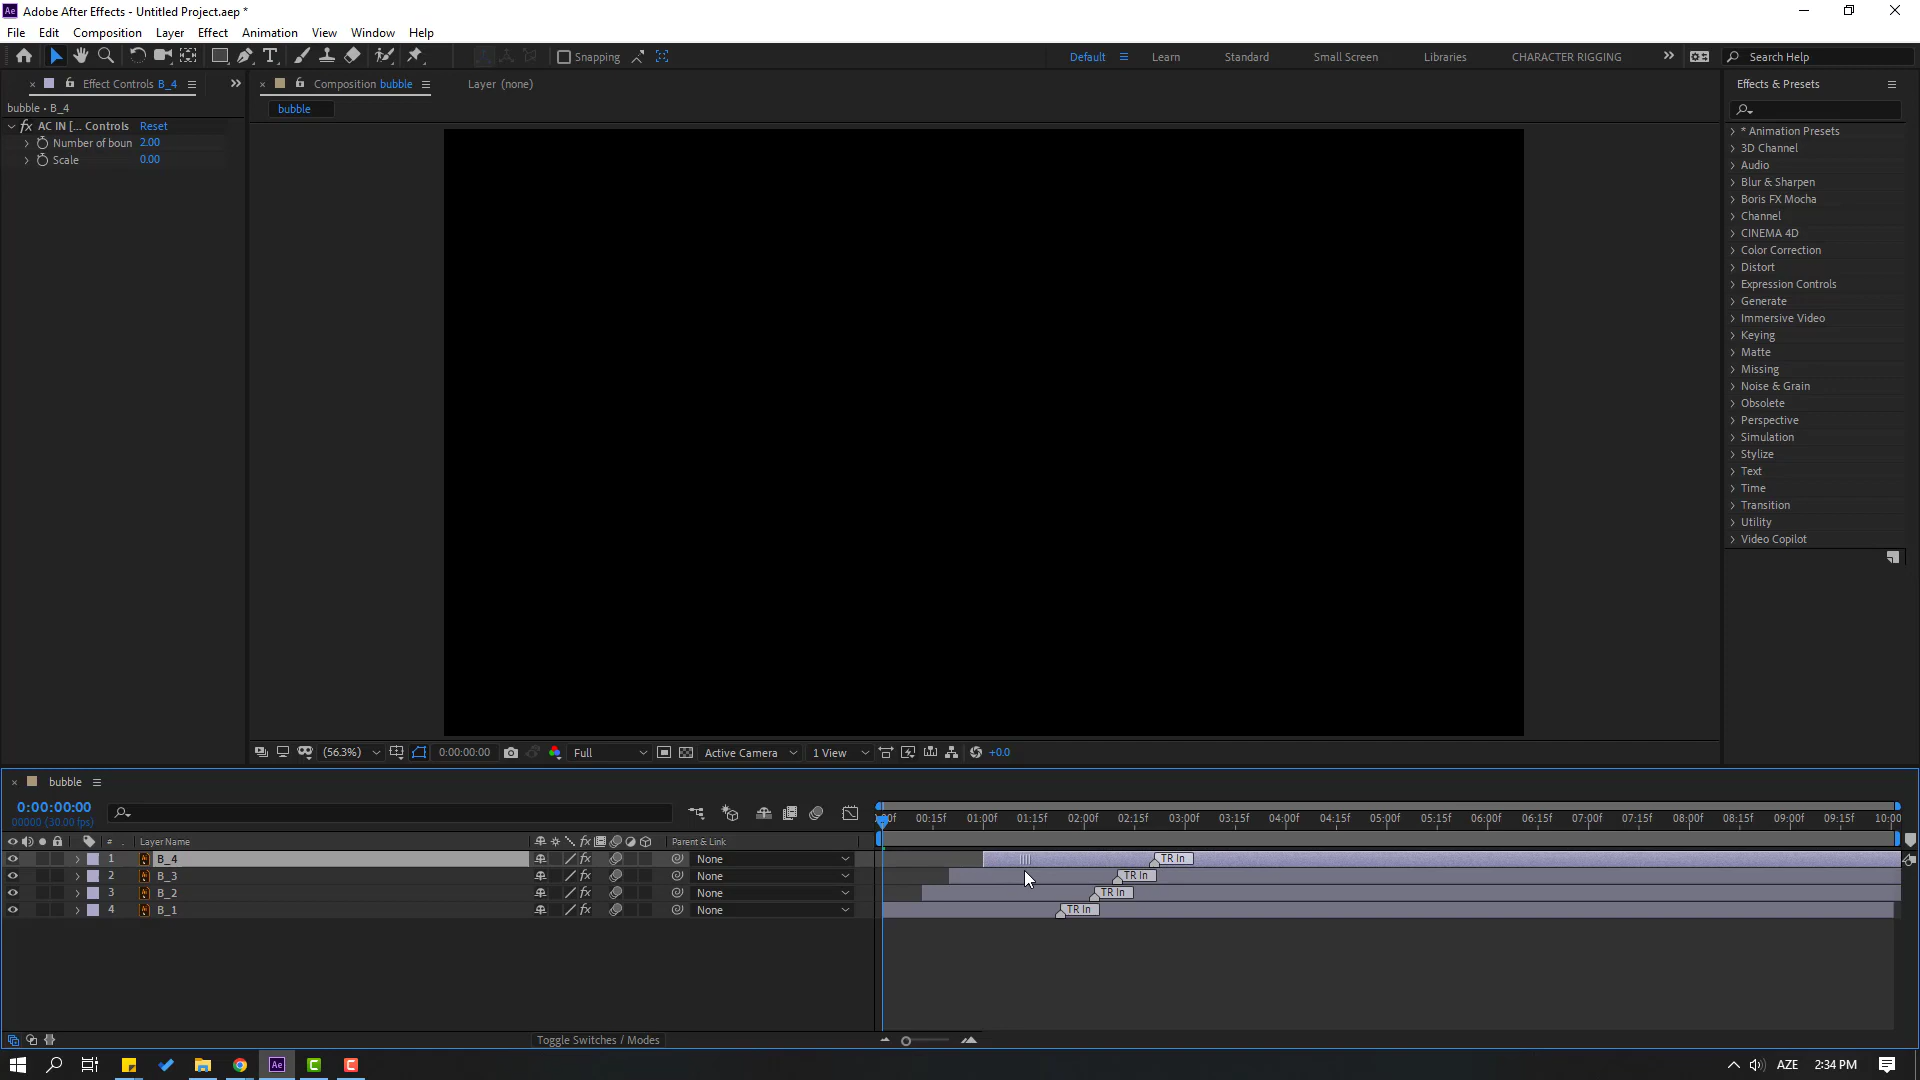 Ae Adobe After Effects - Untitled Project.aep *
File Edit Composition Layer Effect Animation View Window Help
Snapping Default Learn Standard Small Screen Libraries CHARACTER RIGGING Search Help
Effect Controls B_4
Composition bubble
Layer (none)
Effects & Presets
bubble • B_4
bubble
fx AC IN [... Controls Reset
Number of boun 2.00
Scale 0.00
* Animation Presets
3D Channel
Audio
Blur & Sharpen
Boris FX Mocha
Channel
CINEMA 4D
Color Correction
Distort
Expression Controls
Generate
Immersive Video
Keying
Matte
Missing
Noise & Grain
Obsolete
Perspective
Simulation
Stylize
Text
Time
Transition
Utility
Video Copilot
(56.3%) 0:00:00:00 Full Active Camera 1 View +0.0
bubble
0:00:00:00
00000 (30.00 fps)
00:15f 01:00f 01:15f 02:00f 02:15f 03:00f 03:15f 04:00f 04:15f 05:00f 05:15f 06:00f 06:15f 07:00f 07:15f 08:00f 08:15f 09:00f 09:15f 10:00
# . Layer Name fx Parent & Link
1 B_4 fx None TR In
2 B_3 fx None TR In
3 B_2 fx None TR In
4 B_1 fx None TR In
Toggle Switches / Modes
Ae C C AZE 2:34 PM